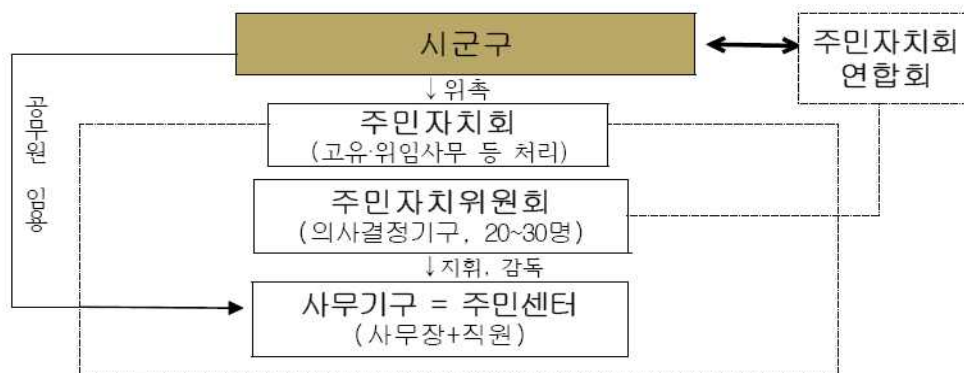 시군구
주민자치회
연합회
↓위촉
주민자치회
(고유·위임사무 등 처리)
공무원 임용
주민자치위원회
(의사결정기구, 20~30명)
↓지휘, 감독
사무기구 = 주민센터
(사무장+직원)